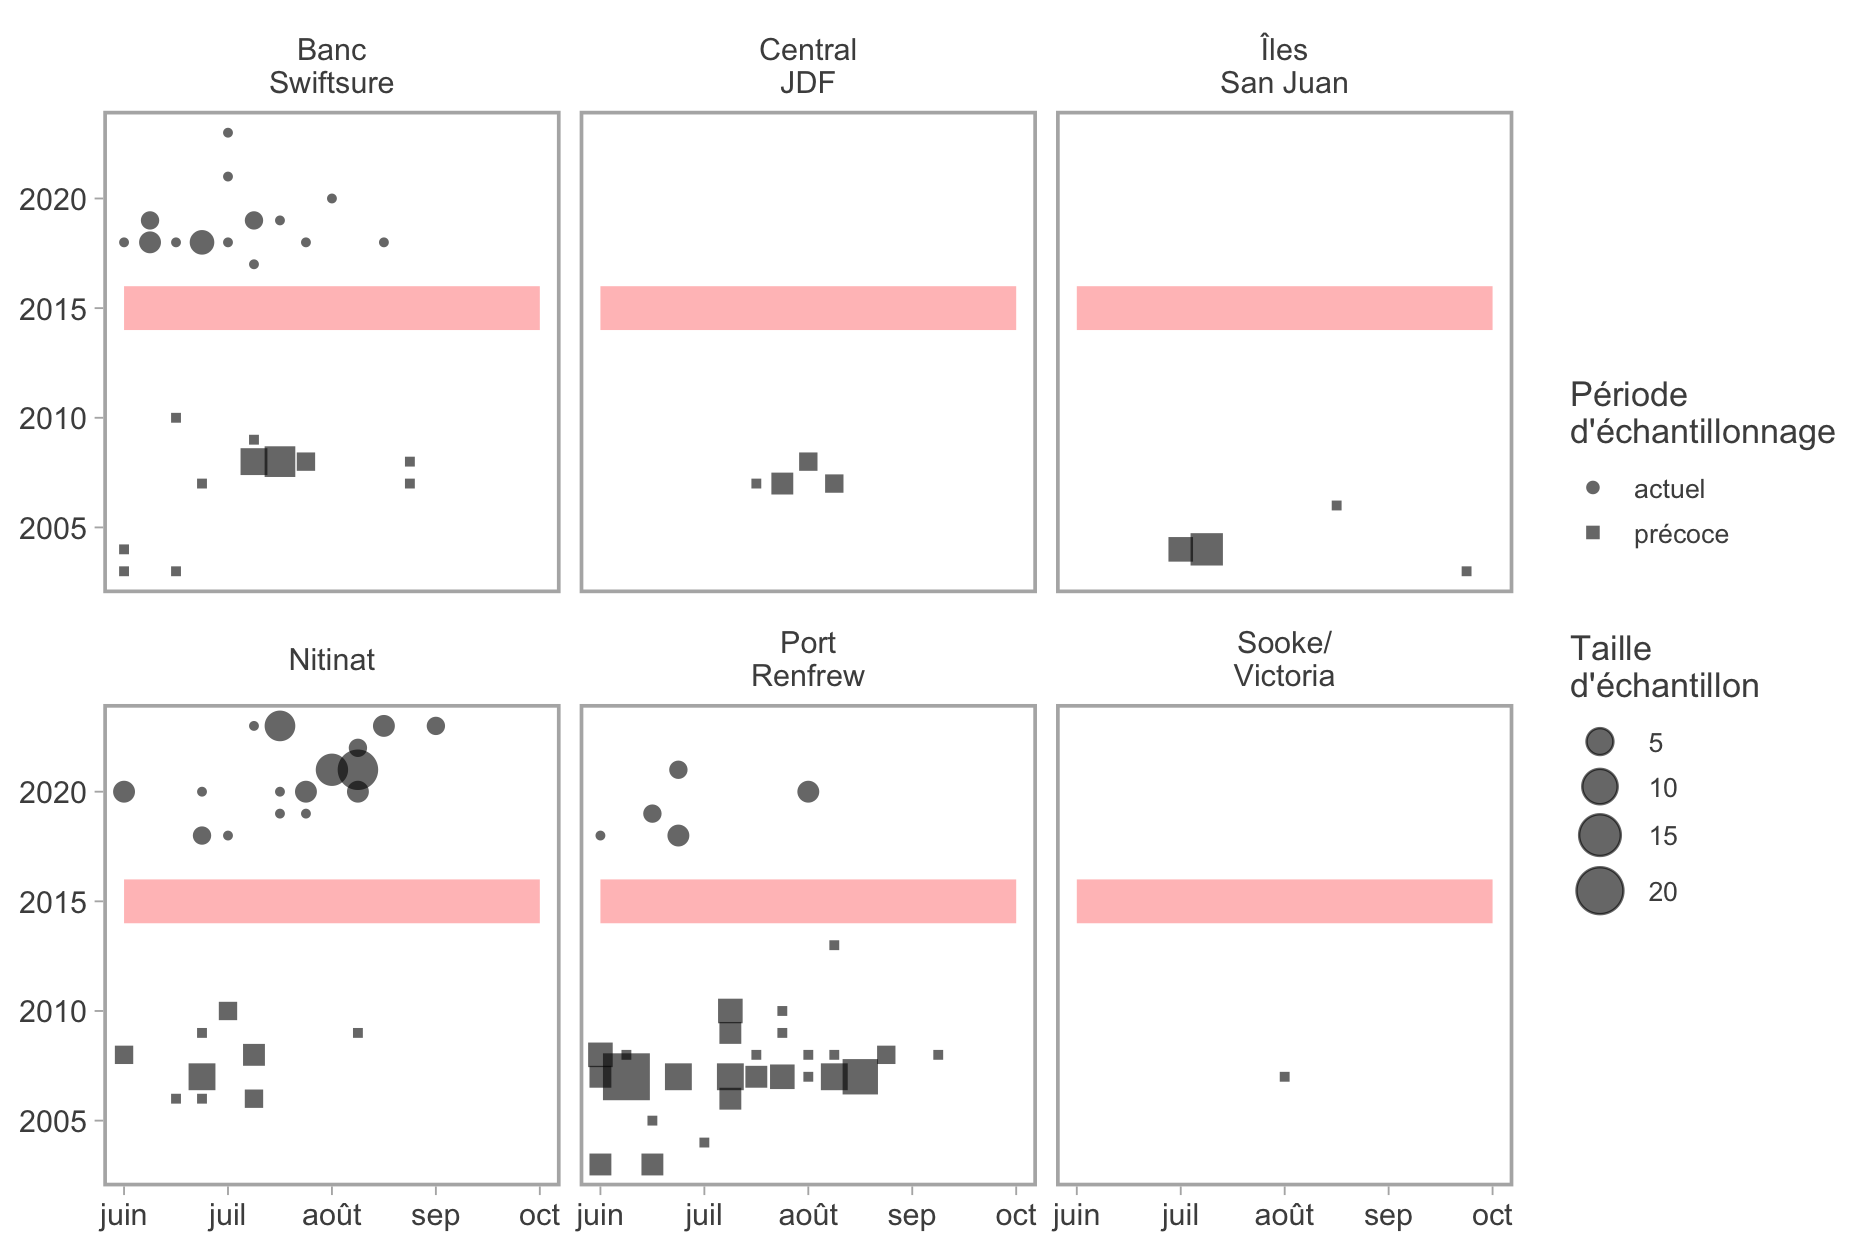 Banc
Swiftsure
Central
JDF
Îles
San Juan
2020
2015
2010
2005
Nitinat
Port
Renfrew
Sooke/
Victoria
2020
2015
2010
2005
juin juil août sep oct
juin juil août sep oct
juin juil août sep oct
Période
d'échantillonnage
actuel
précoce
Taille
d'échantillon
5
10
15
20